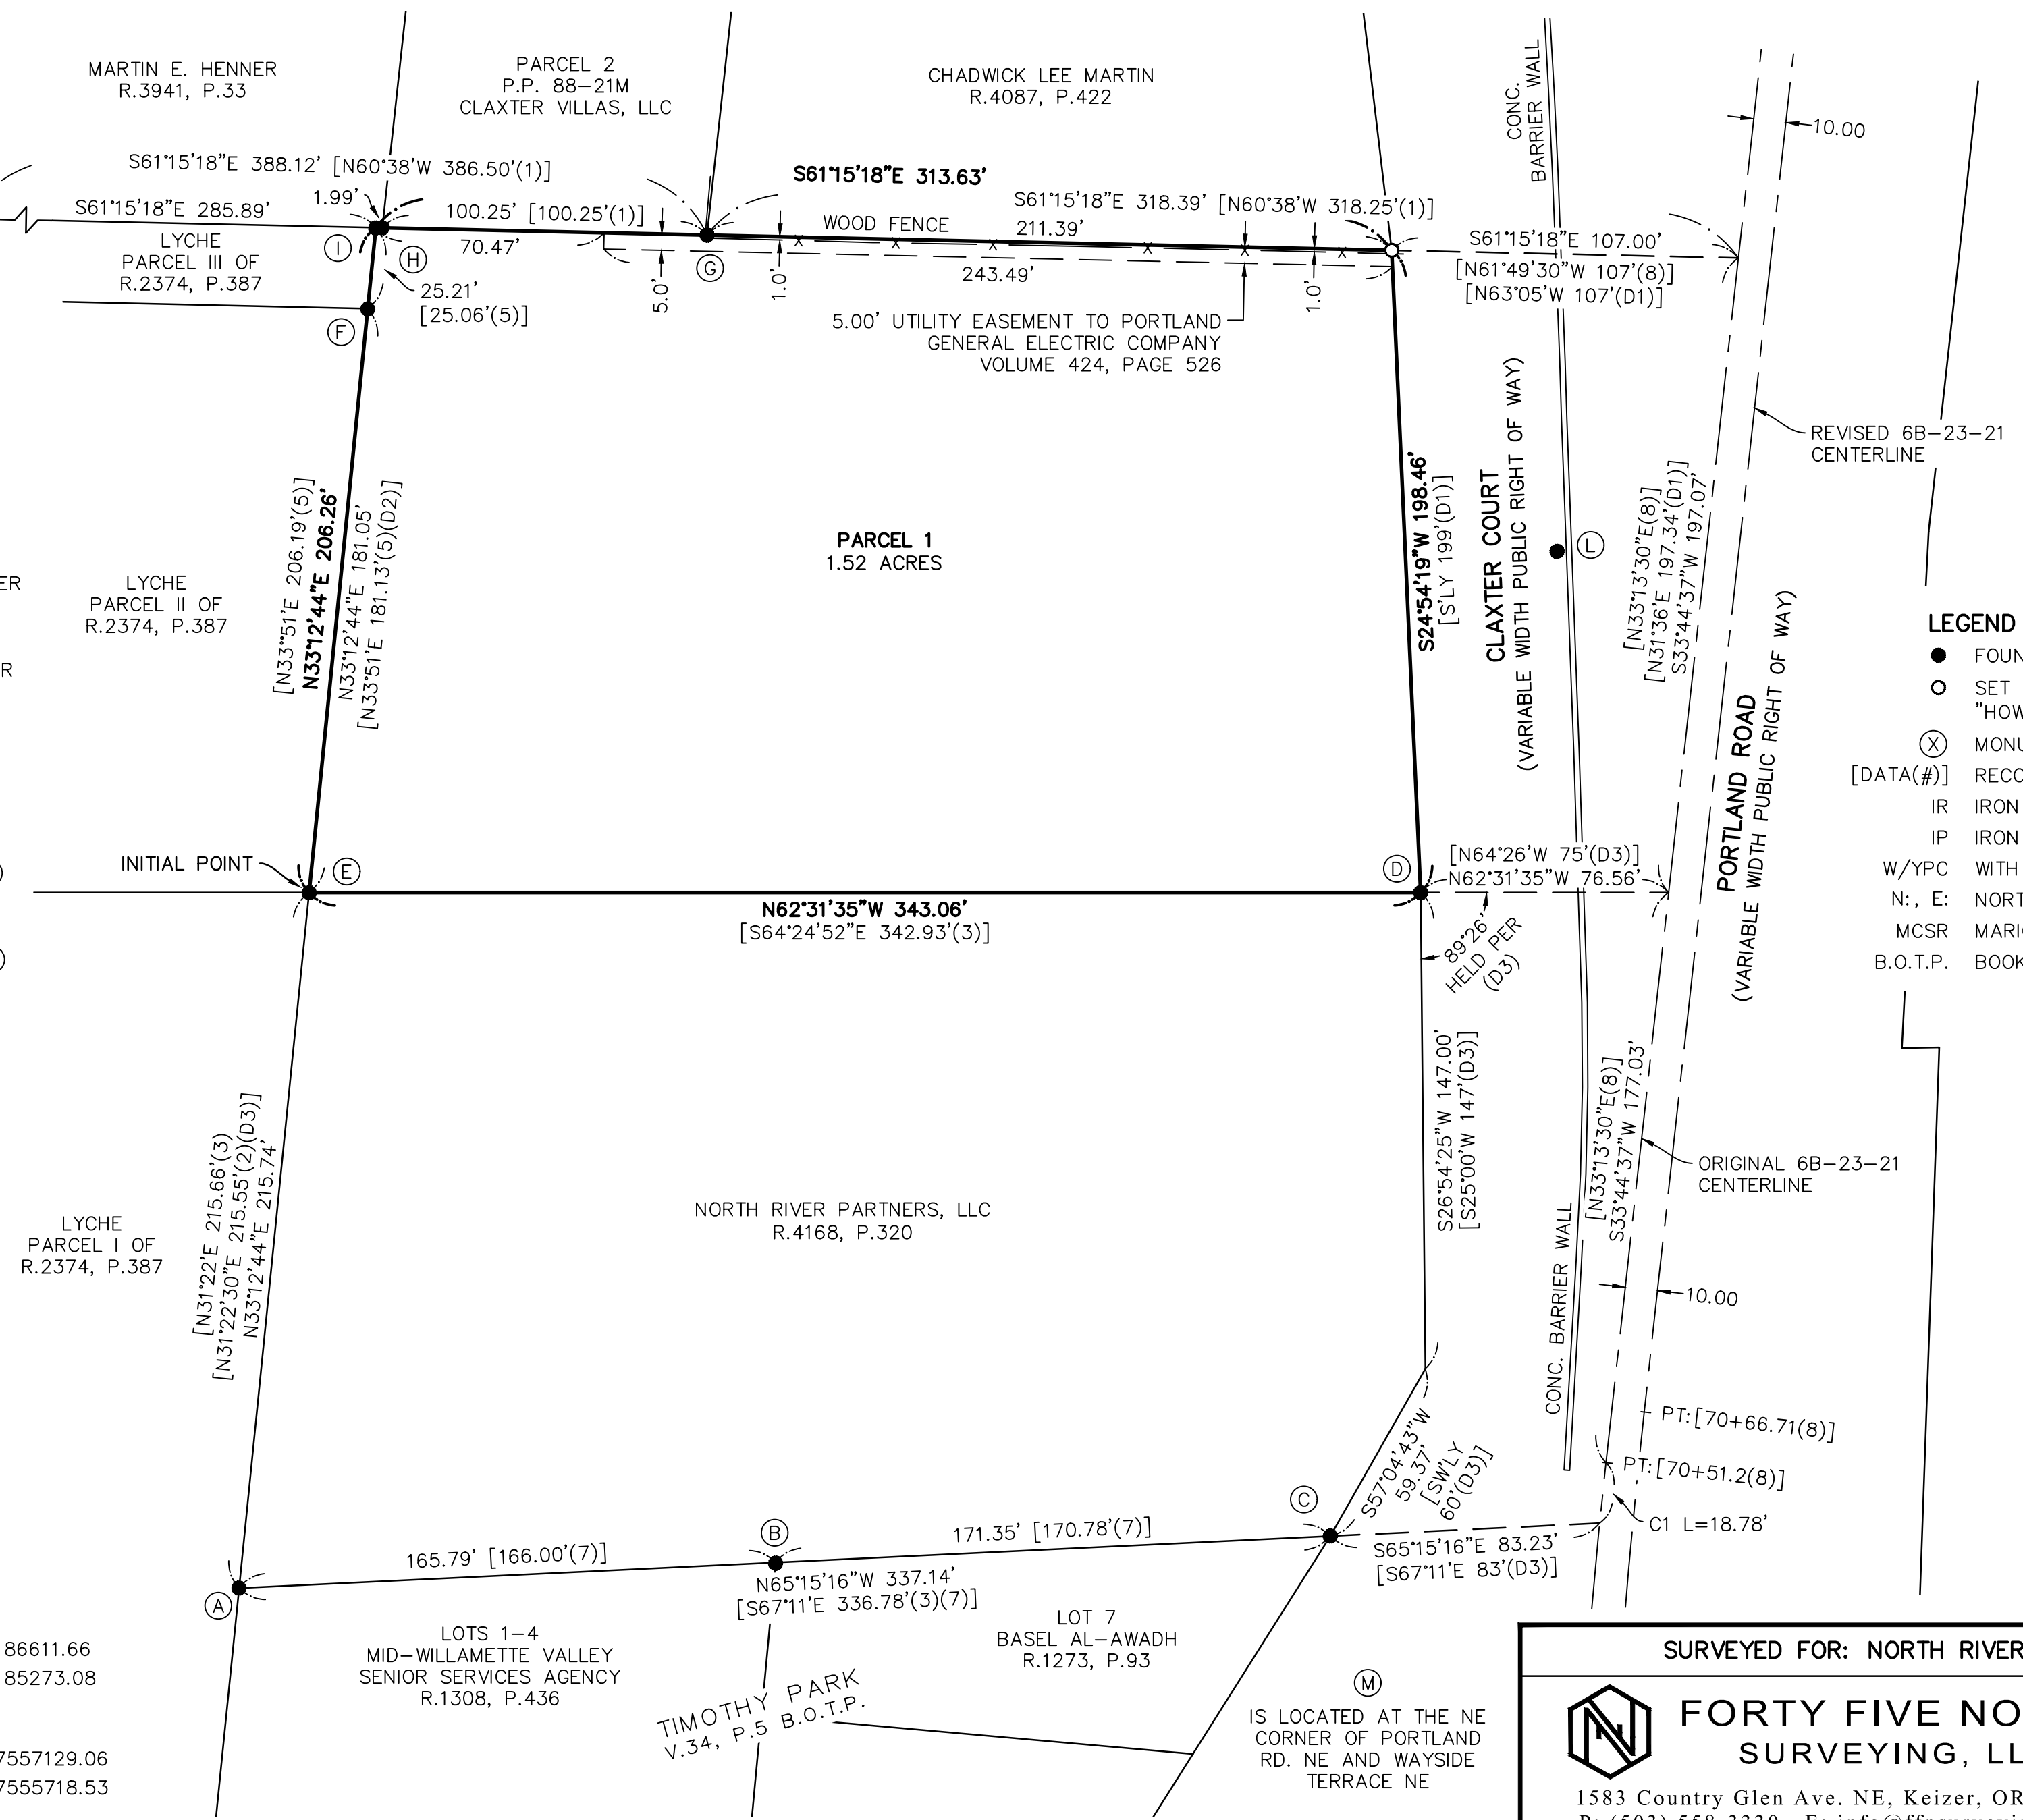 MARTIN E. HENNER
R.3941, P.33
PARCEL 2
P.P. 88-21M
CLAXTER VILLAS, LLC
CHADWICK LEE MARTIN
R.4087, P.422
CONC.
BARRIER WALL
10.00
S61°15'18"E 388.12' [N60°38'W 386.50'(1)]
S61°15'18"E 313.63'
1.99'
S61°15'18"E 285.89'
100.25' [100.25'(1)]
S61°15'18"E 318.39' [N60°38'W 318.25'(1)]
WOOD FENCE
211.39'
70.47'
X X X X X X
S61°15'18"E 107.00'
[N61°49'30"W 107'(8)]
[N63°05'W 107'(D1)]
LYCHE
PARCEL III OF
R.2374, P.387
I
H
G
F
25.21'
[25.06'(5)]
5.0'
1.0'
243.49'
1.0'
5.00' UTILITY EASEMENT TO PORTLAND
GENERAL ELECTRIC COMPANY
VOLUME 424, PAGE 526
REVISED 6B-23-21
CENTERLINE
[N33°51'E 206.19'(5)]
N33°12'44"E 206.26'
N33°12'44"E 181.05'
[N33°51'E 181.13'(5)(D2)]
PARCEL 1
1.52 ACRES
S24°54'19"W 198.46'
[S'LY 199'(D1)]
CLAXTER COURT
(VARIABLE WIDTH PUBLIC RIGHT OF WAY)
L
[N33°13'30"E(8)]
[N31°36'E 197.34'(D1)]
S33°44'37"W 197.07'
PORTLAND ROAD
(VARIABLE WIDTH PUBLIC RIGHT OF WAY)
ER
LYCHE
PARCEL II OF
R.2374, P.387
R
LEGEND
FOUN
SET
"HOW
X MONU
[DATA(#)] RECO
IR IRON
IP IRON
W/YPC WITH
N:, E: NORT
MCSR MARI
B.O.T.P. BOOK
INITIAL POINT
E
D
[N64°26'W 75'(D3)]
N62°31'35"W 76.56'
N62°31'35"W 343.06'
[S64°24'52"E 342.93'(3)]
89°26'
HELD PER
(D3)
S26°54'25"W 147.00'
[S25°00'W 147'(D3)]
[N33°13'30"E(8)]
S33°44'37"W 177.03'
ORIGINAL 6B-23-21
CENTERLINE
[N31°22'E 215.66'(3)
[N31°22'30"E 215.55'(2)(D3)]
N33°12'44"E 215.74'
LYCHE
PARCEL I OF
R.2374, P.387
NORTH RIVER PARTNERS, LLC
R.4168, P.320
CONC. BARRIER WALL
10.00
PT:[70+66.71(8)]
PT:[70+51.2(8)]
C1 L=18.78'
S57°04'43"W
59.37'
[SW'LY
60'(D3)]
C
B
A
171.35' [170.78'(7)]
165.79' [166.00'(7)]
N65°15'16"W 337.14'
[S67°11'E 336.78'(3)(7)]
S65°15'16"E 83.23'
[S67°11'E 83'(D3)]
LOTS 1-4
MID-WILLAMETTE VALLEY
SENIOR SERVICES AGENCY
R.1308, P.436
LOT 7
BASEL AL-AWADH
R.1273, P.93
TIMOTHY PARK
V.34, P.5 B.O.T.P.
M
IS LOCATED AT THE NE
CORNER OF PORTLAND
RD. NE AND WAYSIDE
TERRACE NE
86611.66
85273.08
7557129.06
7555718.53
SURVEYED FOR: NORTH RIVER
FORTY FIVE NO
SURVEYING, LL
1583 Country Glen Ave. NE, Keizer, OR